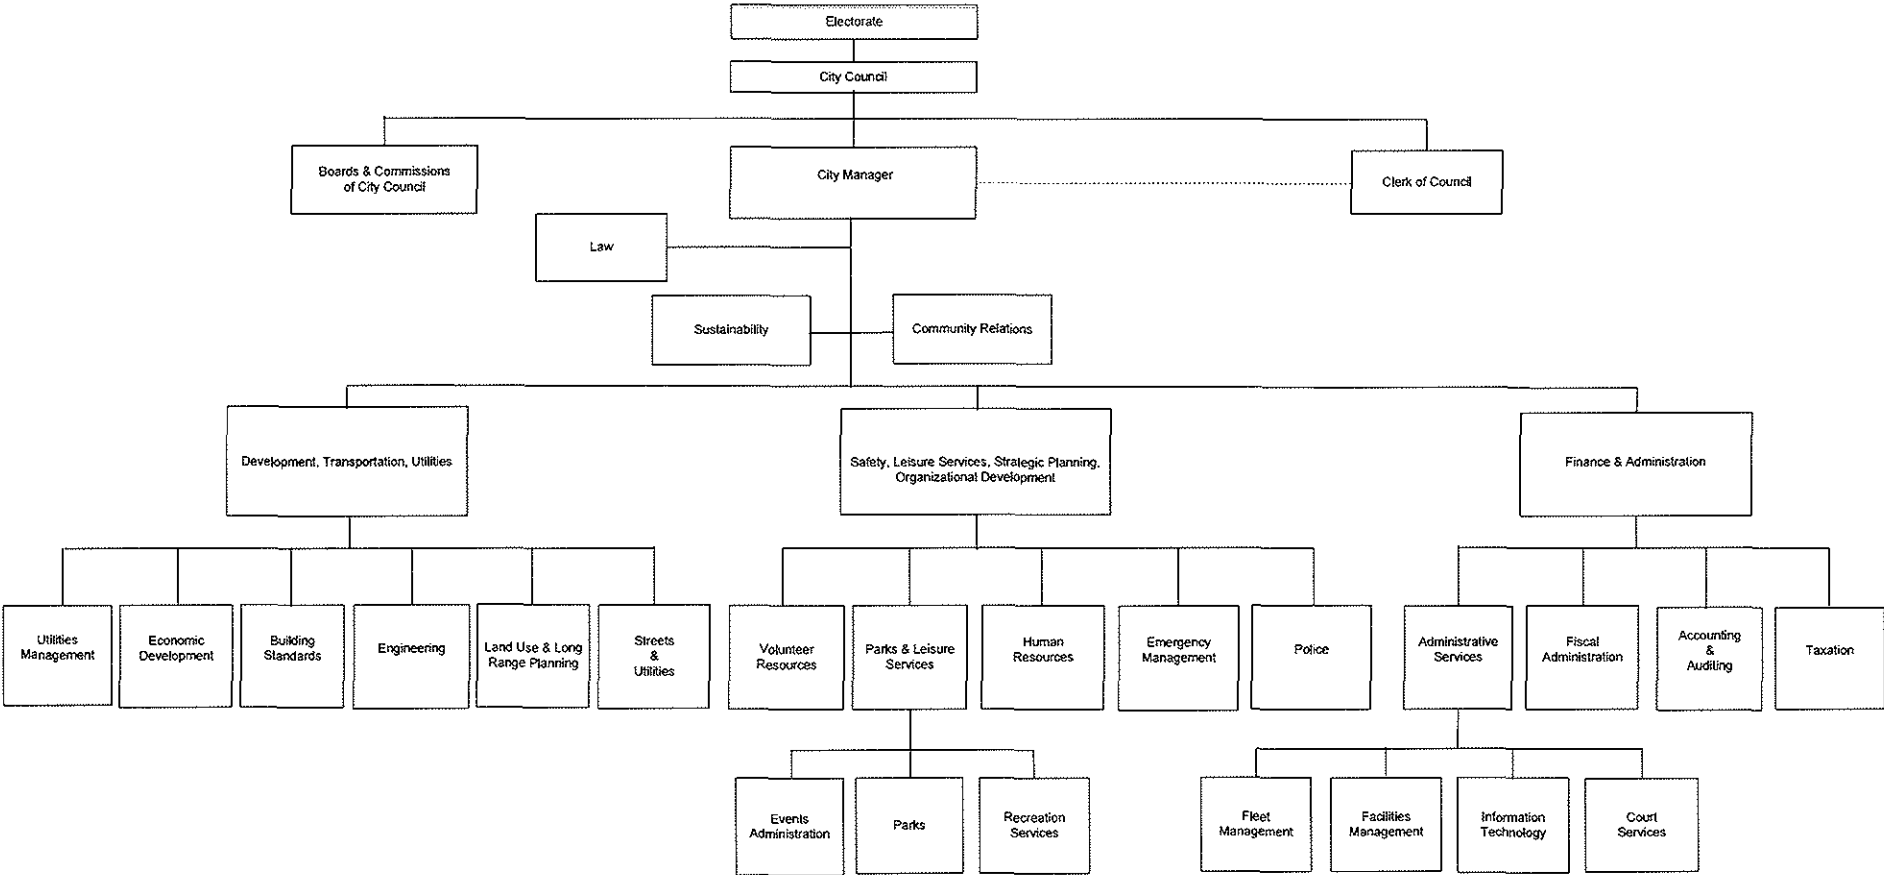 Electorate
City Council
Boards & Commissions
of City Council
City Manager
Clerk of Council
Law
Sustainability
Community Relations
Development, Transportation, Utilities
Safety, Leisure Services, Strategic Planning,
Organizational Development
Finance & Administration
Utilities
Management
Economic
Development
Building
Standards
Engineering
Land Use & Long
Range Planning
Streets
&
Utilities
Volunteer
Resources
Parks & Leisure
Services
Human
Resources
Emergency
Management
Police
Administrative
Services
Fiscal
Administration
Accounting
&
Auditing
Taxation
Events
Administration
Parks
Recreation
Services
Fleet
Management
Facilities
Management
Information
Technology
Court
Services